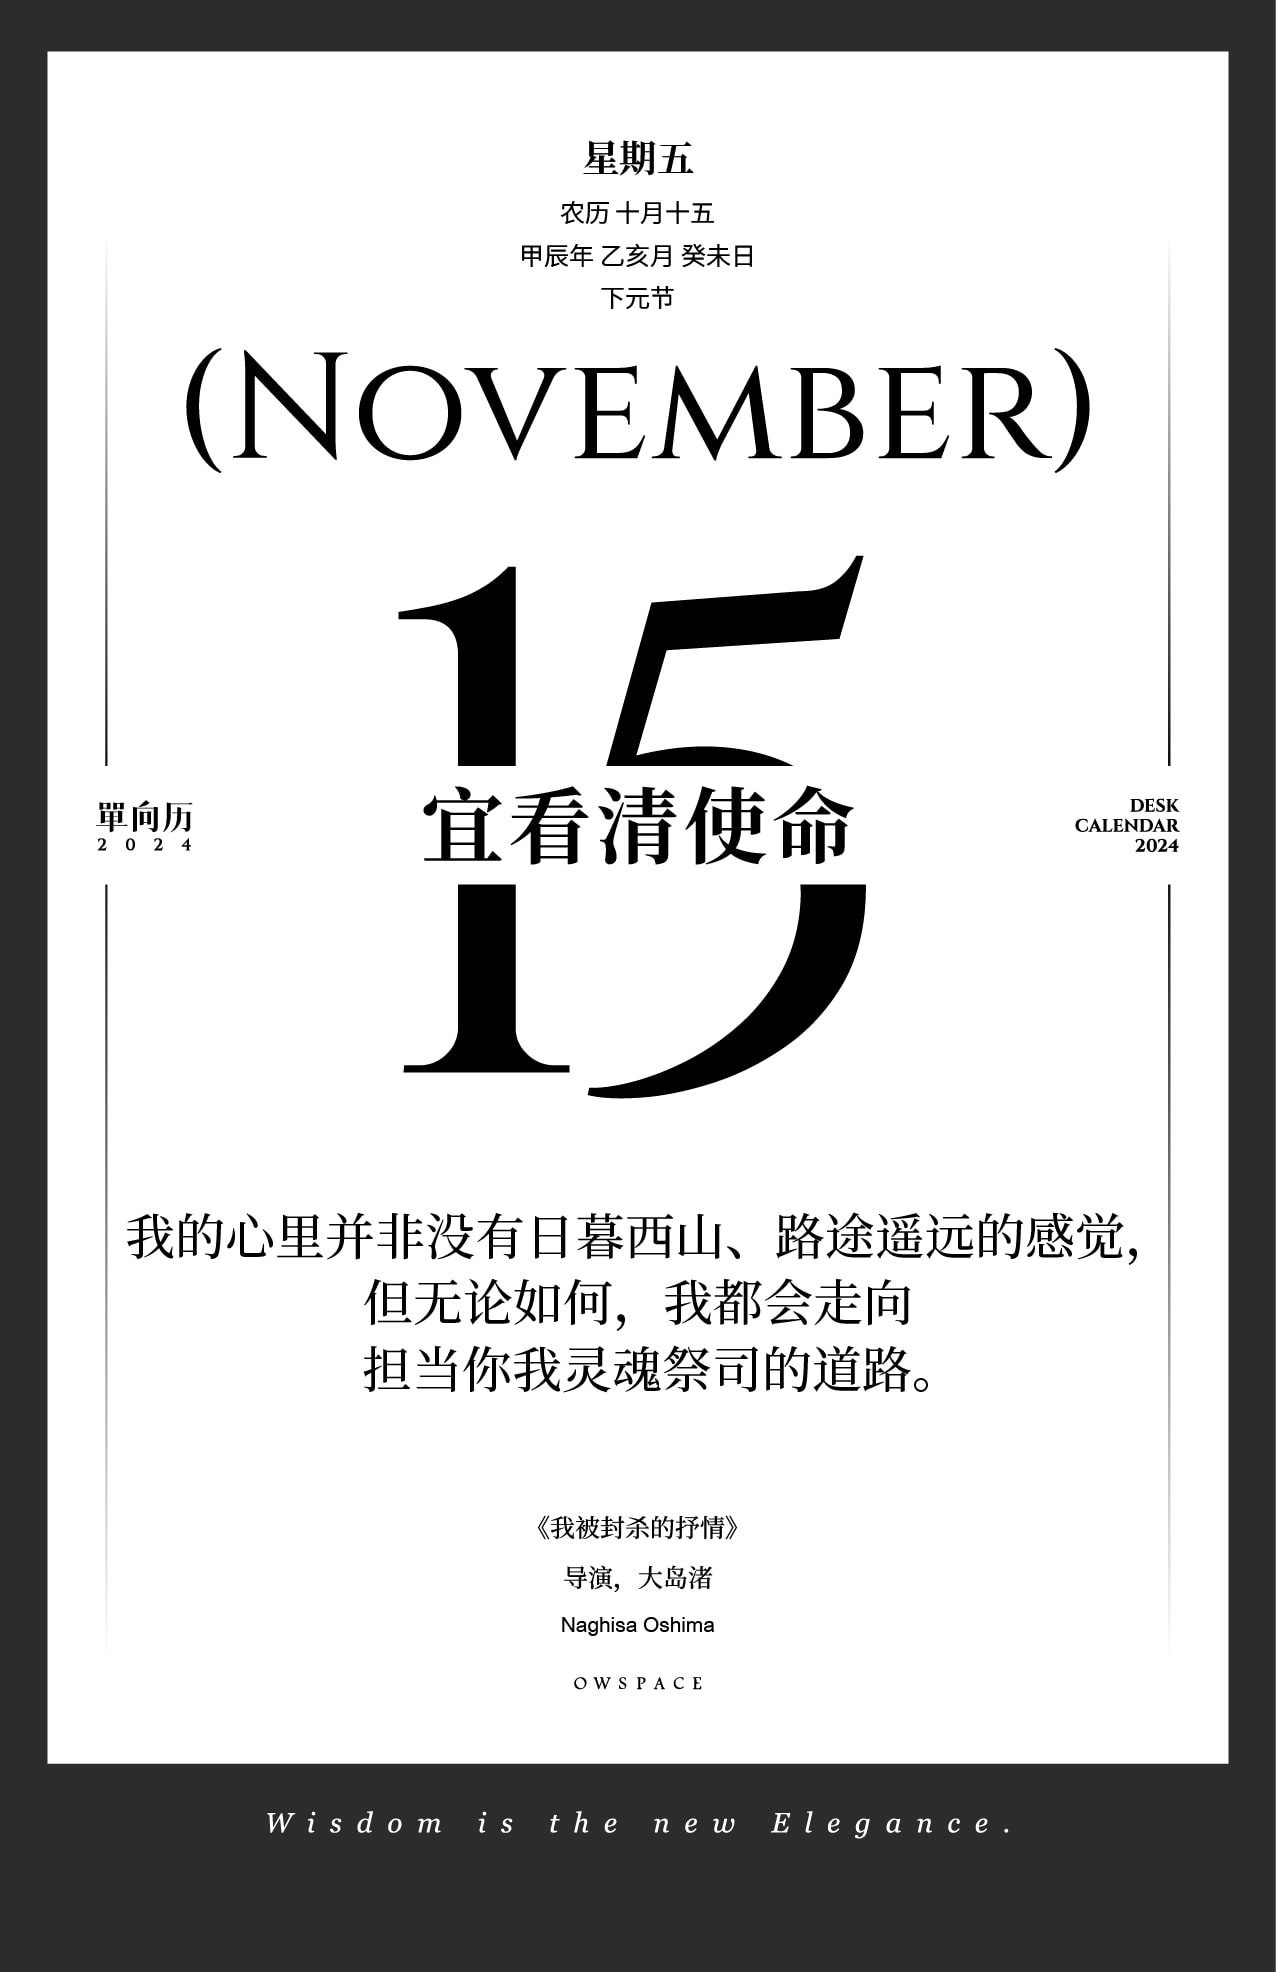 星期五
农历 十月十五
甲辰年 乙亥月 癸未日
下元节
(NOVEMBER)
15
單向历
2024
宜看清使命
DESK
CALENDAR
2024
我的心里并非没有日暮西山、路途遥远的感觉，
但无论如何，我都会走向
担当你我灵魂祭司的道路。
《我被封杀的抒情》
导演，大岛渚
Naghisa Oshima
OWSPACE
Wisdom is the new Elegance.